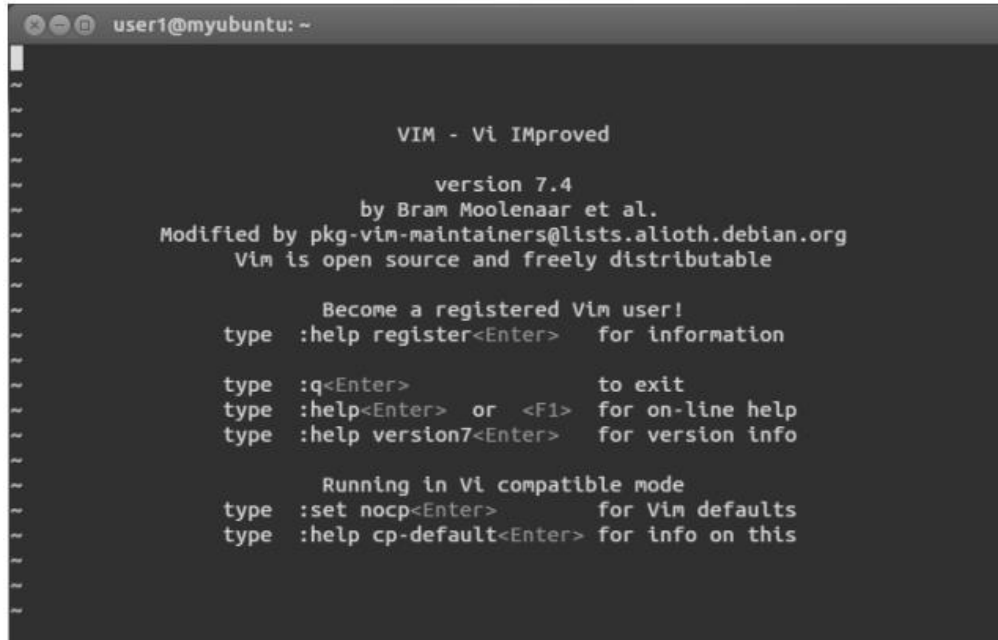 user1@myubuntu: ~
~
~
~ VIM - Vi IMproved
~
~ version 7.4
~ by Bram Moolenaar et al.
~ Modified by pkg-vim-maintainers@lists.alioth.debian.org
~ Vim is open source and freely distributable
~
~ Become a registered Vim user!
~ type :help register<Enter> for information
~
~ type :q<Enter> to exit
~ type :help<Enter> or <F1> for on-line help
~ type :help version7<Enter> for version info
~
~ Running in Vi compatible mode
~ type :set nocp<Enter> for Vim defaults
~ type :help cp-default<Enter> for info on this
~
~
~